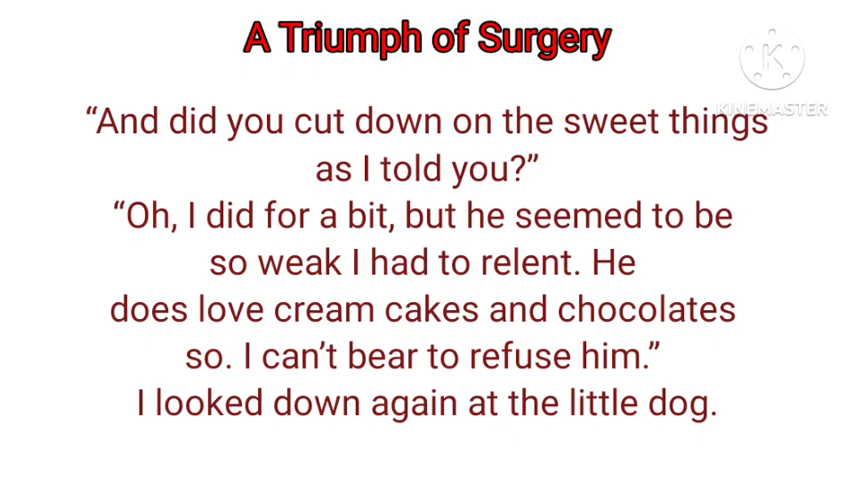 A Triumph of Surgery
KINEMASTER
“And did you cut down on the sweet things
as I told you?”
“Oh, I did for a bit, but he seemed to be
so weak I had to relent. He
does love cream cakes and chocolates
so. I can’t bear to refuse him.”
I looked down again at the little dog.